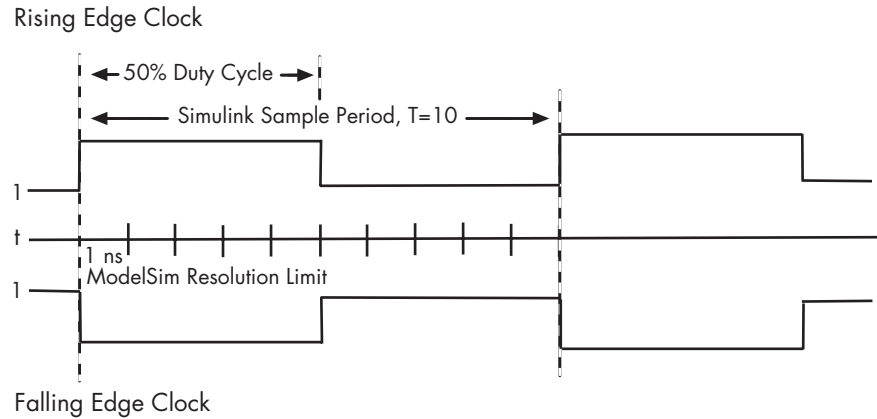 Rising Edge Clock
50% Duty Cycle
Simulink Sample Period, T=10
1
t
1 ns
ModelSim Resolution Limit
1
Falling Edge Clock